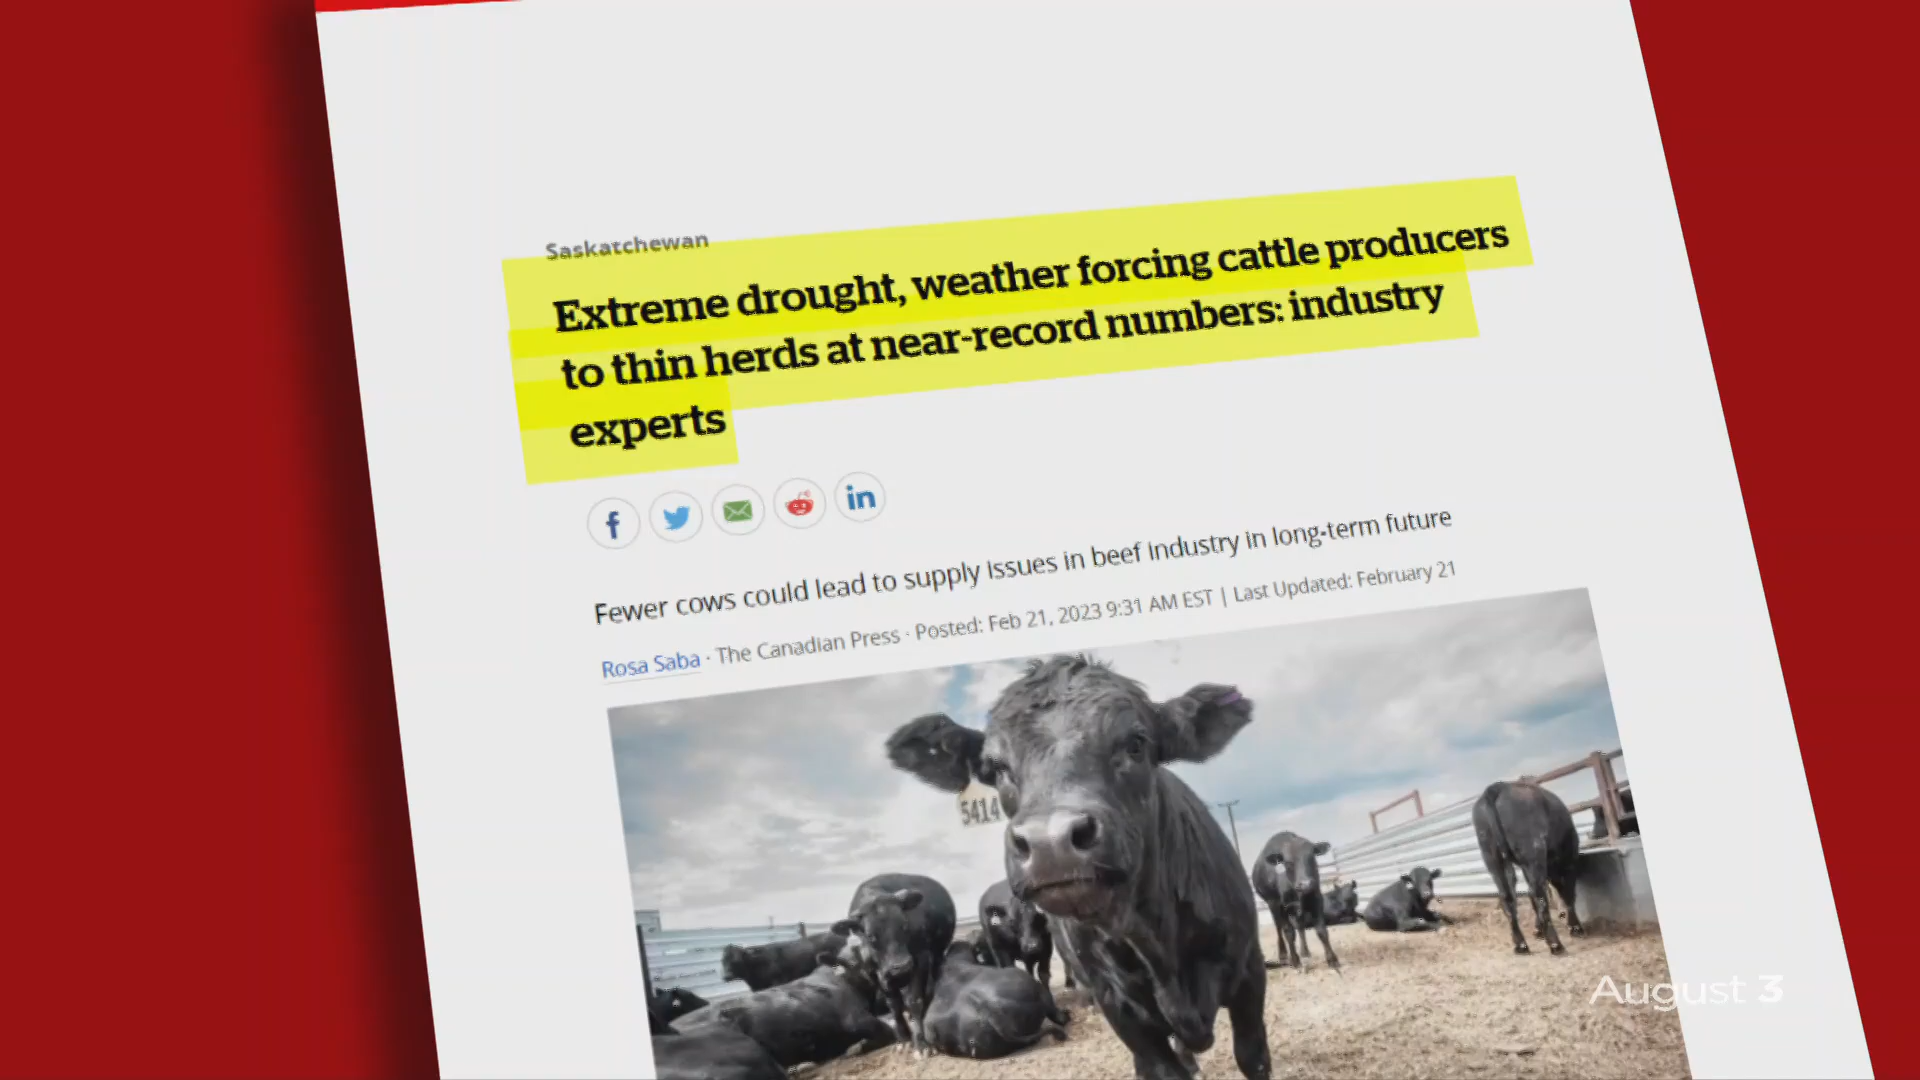 Saskatchewan
Extreme drought, weather forcing cattle producers
to thin herds at near-record numbers: industry
experts
f
in
Fewer cows could lead to supply issues in beef industry in long-term future
Rosa Saba · The Canadian Press · Posted: Feb 21, 2023 9:31 AM EST | Last Updated: February 21
5414
August 3